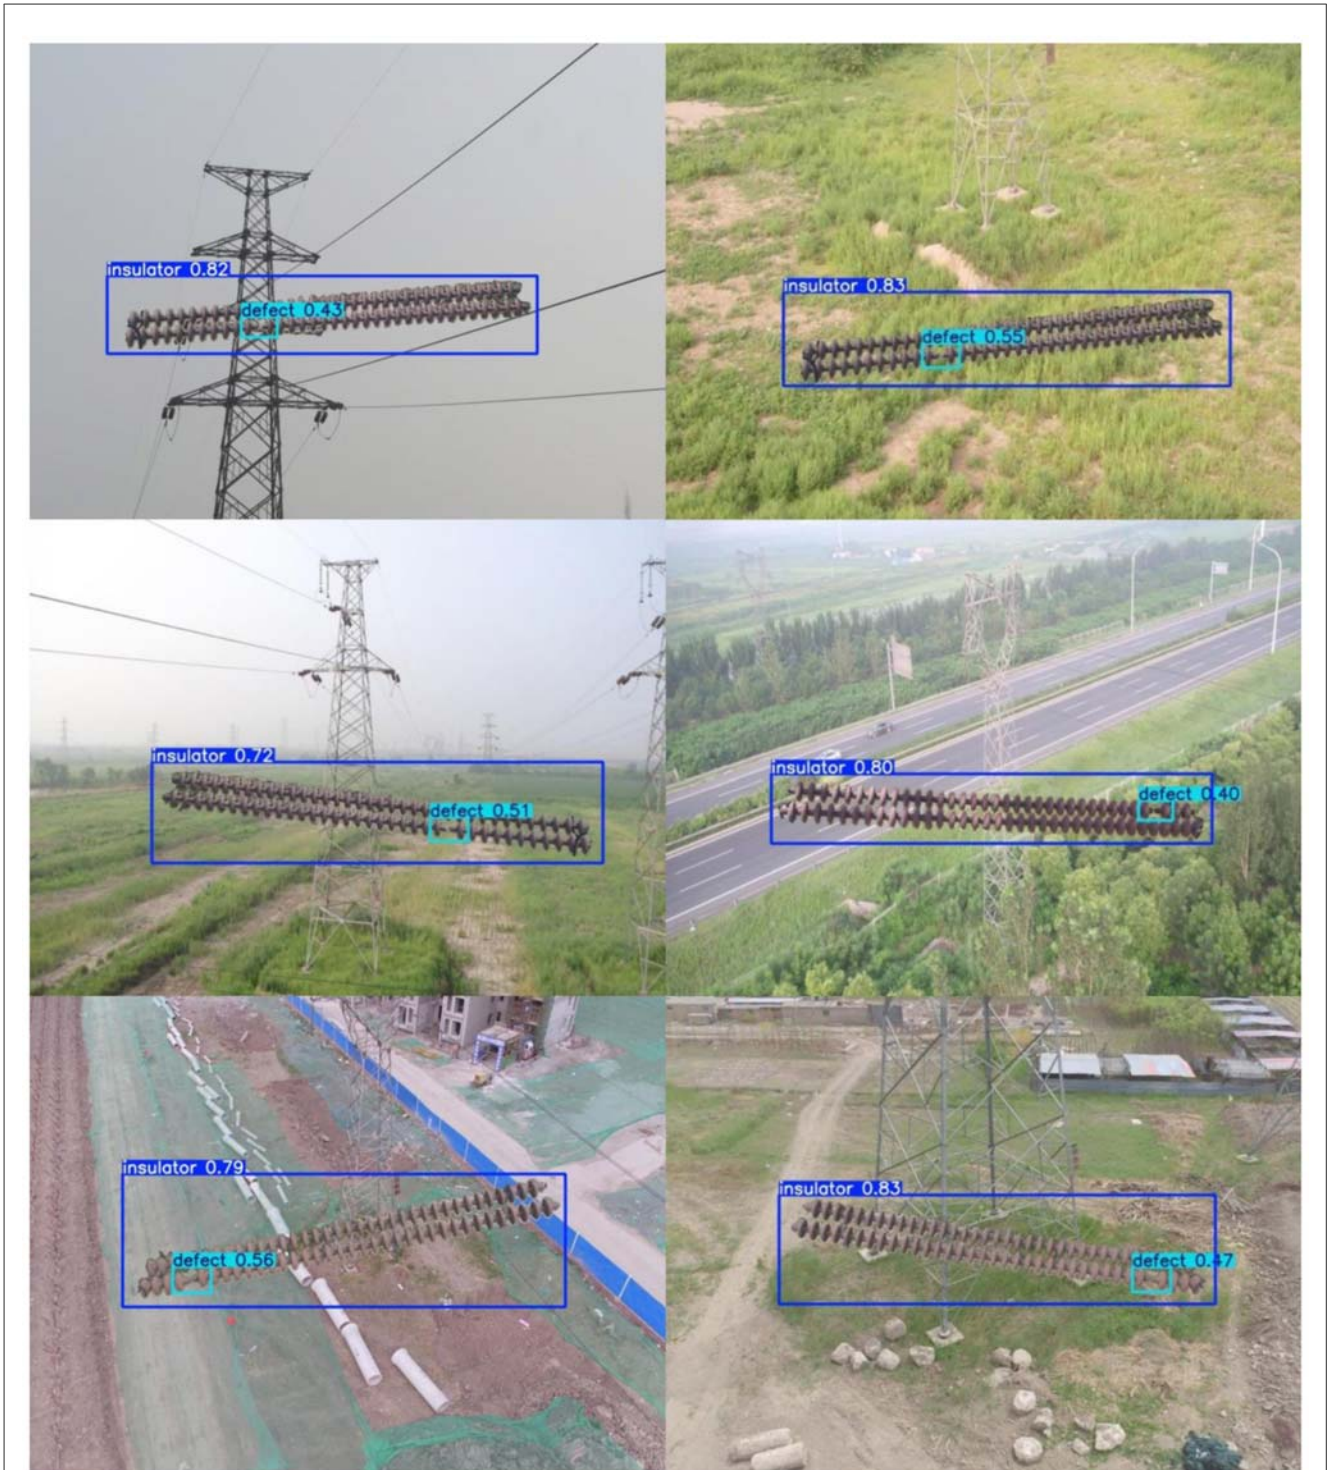 insulator 0.82
defect 0.43
insulator 0.83
defect 0.55
insulator 0.72
defect 0.51
insulator 0.80
defect 0.40
insulator 0.79
defect 0.56
insulator 0.83
defect 0.47